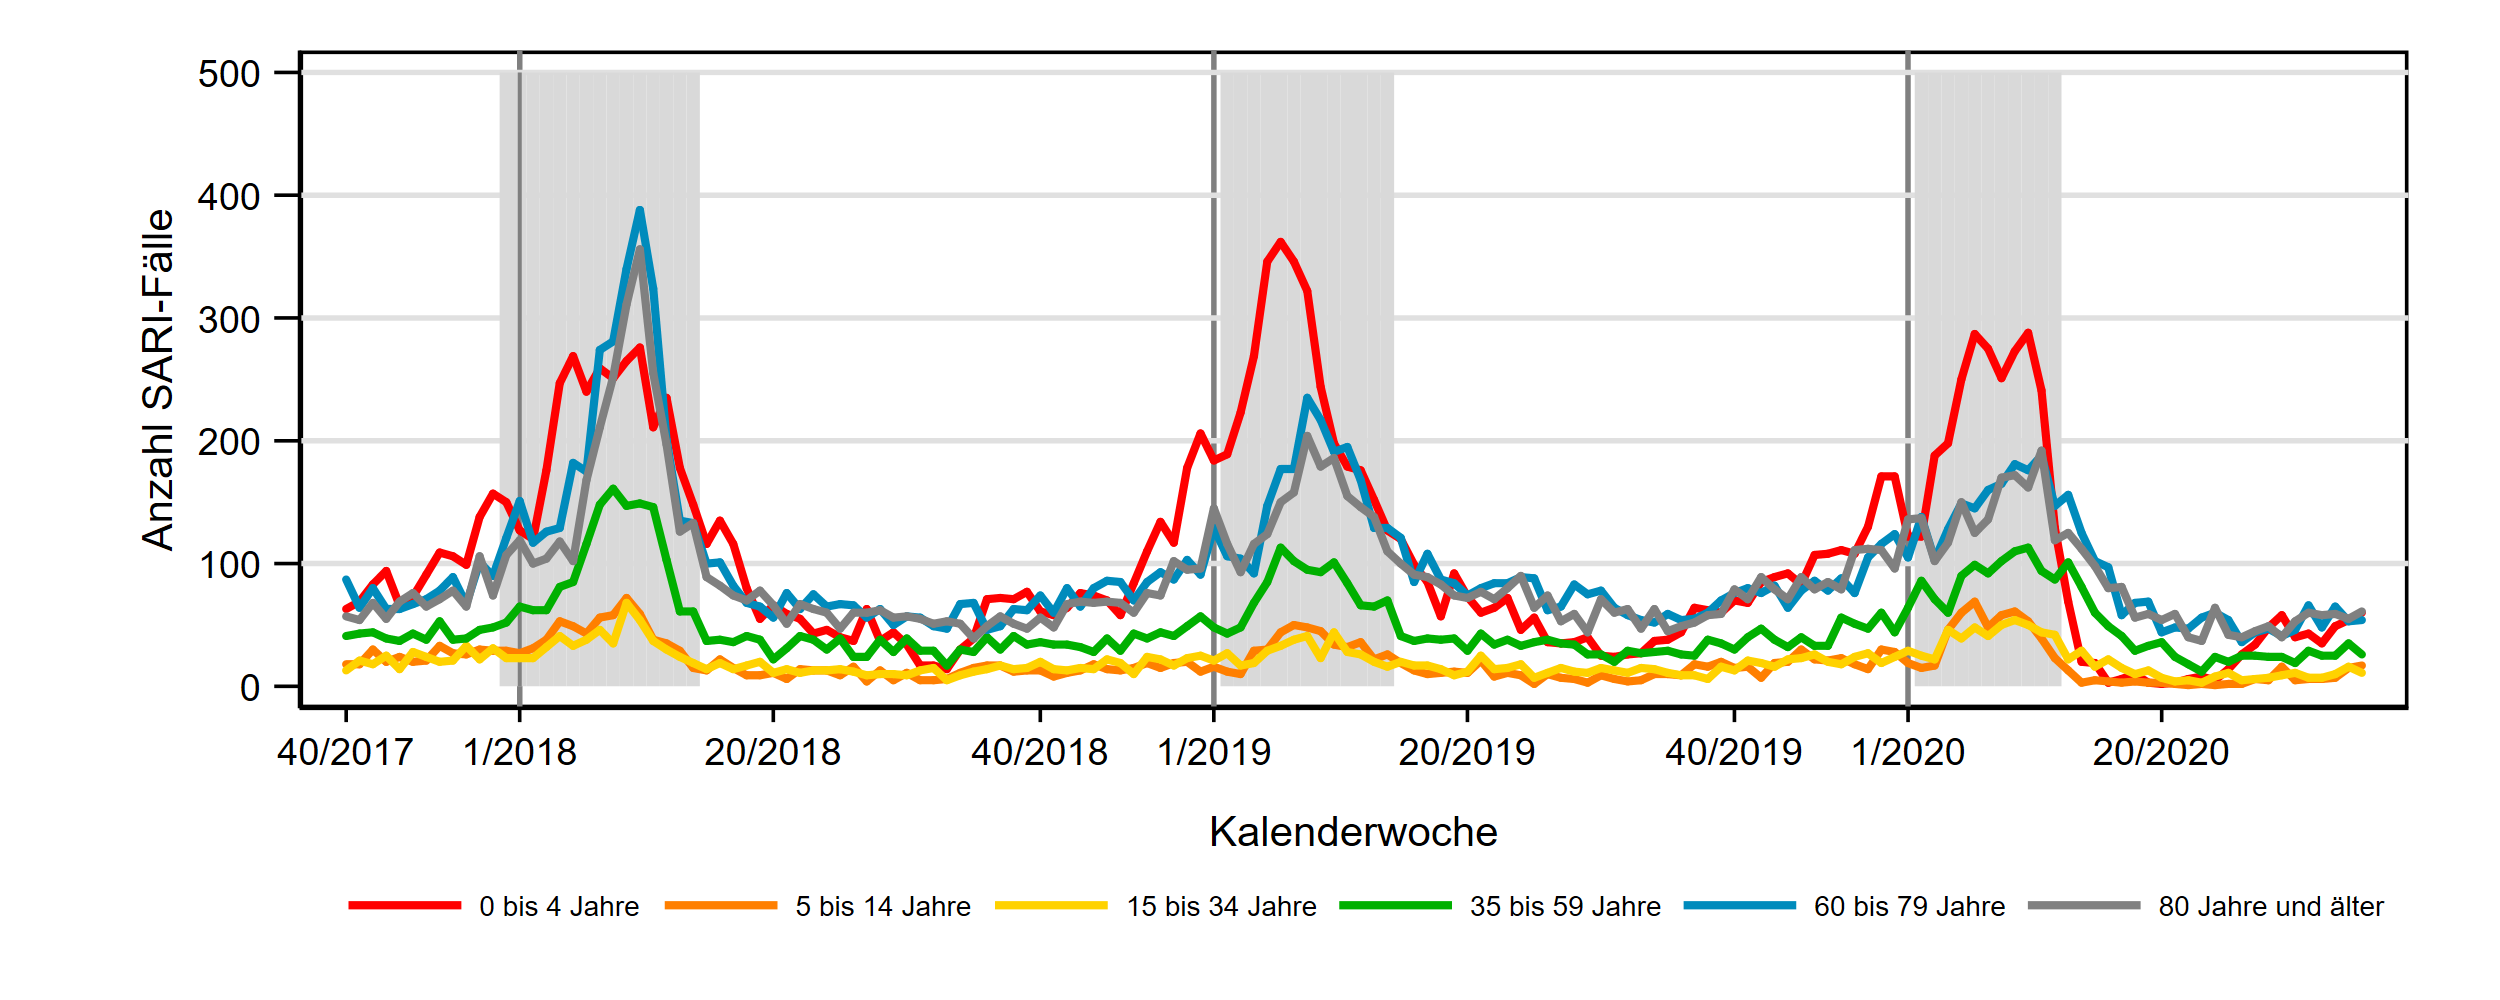 Anzahl SARI-Fälle
500
400
300
200
100
0
40/2017 1/2018 20/2018 40/2018 1/2019 20/2019 40/2019 1/2020 20/2020
Kalenderwoche
0 bis 4 Jahre 5 bis 14 Jahre 15 bis 34 Jahre 35 bis 59 Jahre 60 bis 79 Jahre 80 Jahre und älter